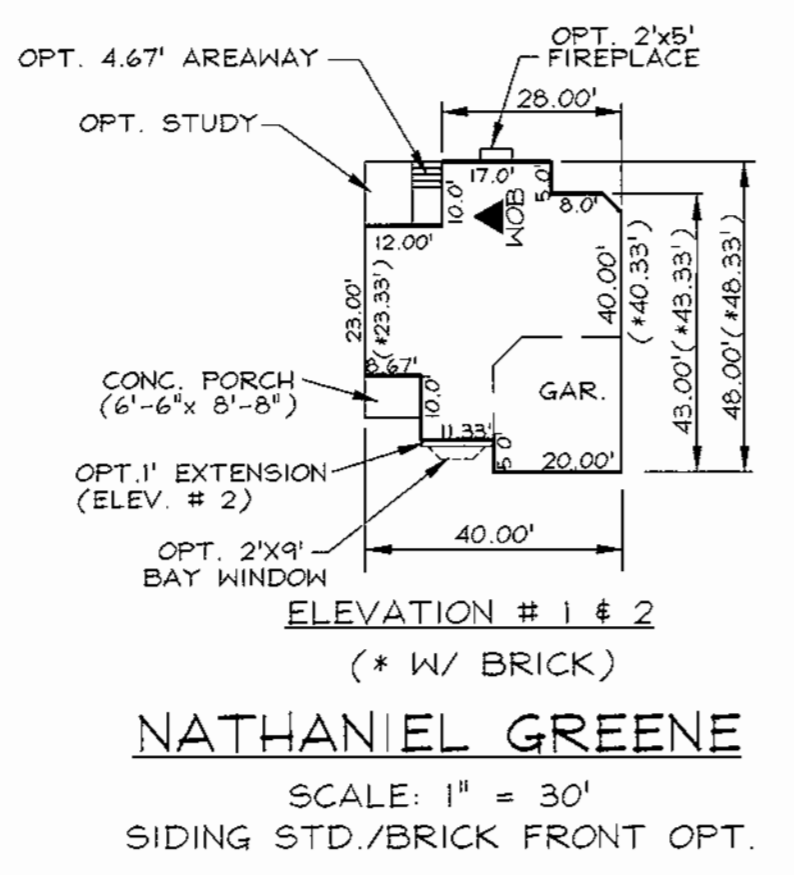 OPT. 2'x5'
FIREPLACE
OPT. 4.67' AREAWAY
28.00'
OPT. STUDY
17.0'
5.0'
10.0'
8.0'
WOB
12.00'
23.00'
(*23.33')
40.00'
(*40.33')
43.00'(*43.33')
48.00'(*48.33')
8.67'
CONC. PORCH
(6'-6"x 8'-8")
10.0'
GAR.
11.33'
5.0'
20.00'
OPT.1' EXTENSION
(ELEV. # 2)
40.00'
OPT. 2'X9'
BAY WINDOW
ELEVATION # 1 & 2
(* W/ BRICK)
NATHANIEL GREENE
SCALE: 1" = 30'
SIDING STD./BRICK FRONT OPT.